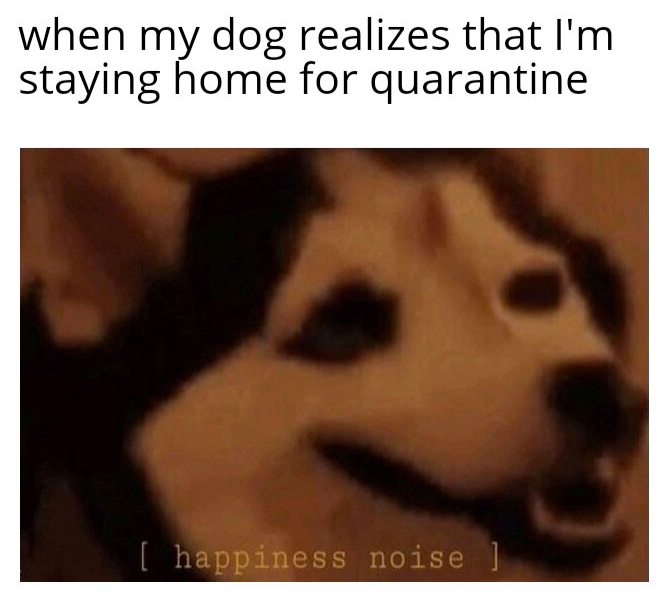 when my dog realizes that I'm
staying home for quarantine
[ happiness noise ]